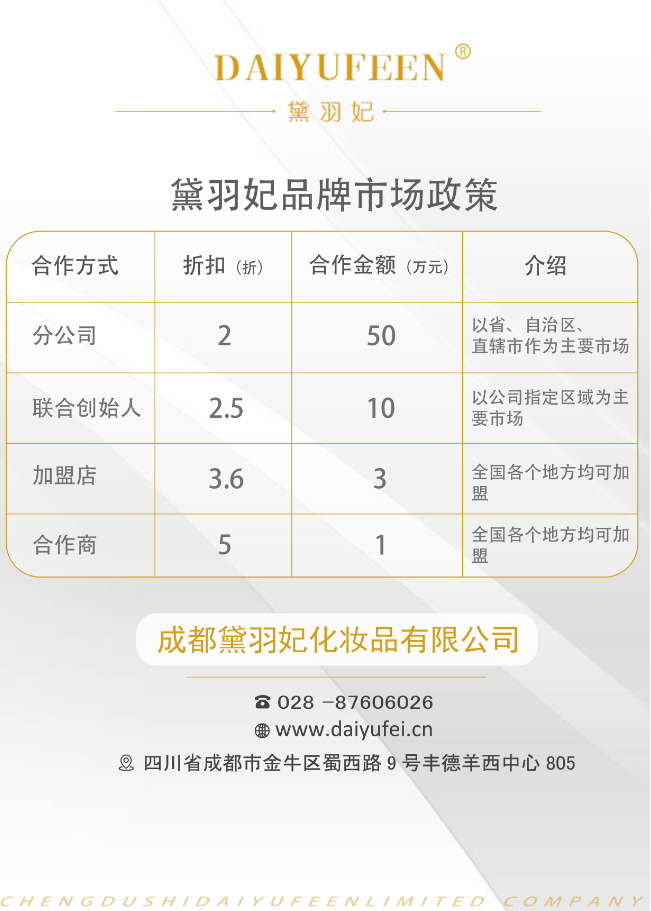 DAIYUFEEN®
黛羽妃
黛羽妃品牌市场政策
合作方式 折扣（折） 合作金额（万元） 介绍
分公司 2 50 以省、自治区、
直辖市作为主要市场
联合创始人 2.5 10 以公司指定区域为主
要市场
加盟店 3.6 3 全国各个地方均可加
盟
合作商 5 1 全国各个地方均可加
盟
成都黛羽妃化妆品有限公司
028 -87606026
www.daiyufei.cn
四川省成都市金牛区蜀西路 9 号丰德羊西中心 805
CHENGDUSHIDAIYUFEENLIMITED COMPANY